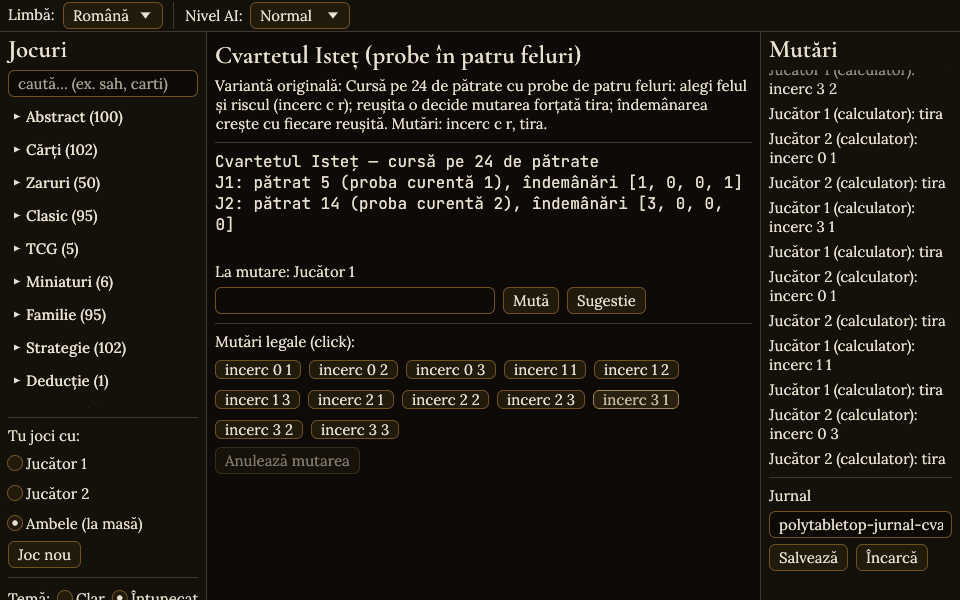 Limbă: Română ▼ Nivel AI: Normal ▼
Jocuri
caută... (ex. sah, carti)
▸ Abstract (100)
▸ Cărți (102)
▸ Zaruri (50)
▸ Clasic (95)
▸ TCG (5)
▸ Miniaturi (6)
▸ Familie (95)
▸ Strategie (102)
▸ Deducție (1)
Tu joci cu:
Jucător 1
Jucător 2
Ambele (la masă)
Joc nou
Temă: Clar Întunecat
Cvartetul Isteț (probe în patru feluri)
Variantă originală: Cursă pe 24 de pătrate cu probe de patru feluri: alegi felul
și riscul (incerc c r); reușita o decide mutarea forțată tira; îndemânarea
crește cu fiecare reușită. Mutări: incerc c r, tira.
Cvartetul Isteț — cursă pe 24 de pătrate
J1: pătrat 5 (proba curentă 1), îndemânări [1, 0, 0, 1]
J2: pătrat 14 (proba curentă 2), îndemânări [3, 0, 0,
0]
La mutare: Jucător 1
Mută Sugestie
Mutări legale (click):
incerc 0 1 incerc 0 2 incerc 0 3 incerc 1 1 incerc 1 2
incerc 1 3 incerc 2 1 incerc 2 2 incerc 2 3 incerc 3 1
incerc 3 2 incerc 3 3
Anulează mutarea
Mutări
Jucător 1 (calculator):
incerc 3 2
Jucător 1 (calculator): tira
Jucător 2 (calculator):
incerc 0 1
Jucător 2 (calculator): tira
Jucător 1 (calculator):
incerc 3 1
Jucător 1 (calculator): tira
Jucător 2 (calculator):
incerc 0 1
Jucător 2 (calculator): tira
Jucător 1 (calculator):
incerc 1 1
Jucător 1 (calculator): tira
Jucător 2 (calculator):
incerc 0 3
Jucător 2 (calculator): tira
Jurnal
polytabletop-jurnal-cva
Salvează Încarcă